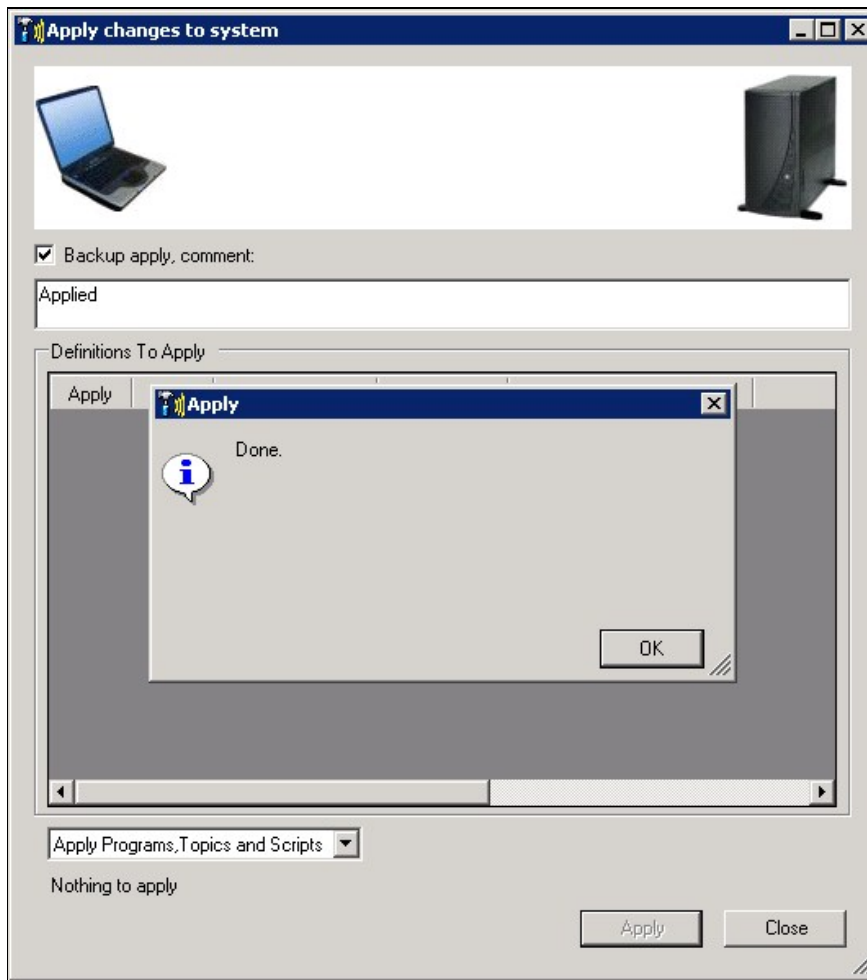 Apply changes to system
Backup apply, comment:
Applied
Definitions To Apply
Apply
Apply
Done.
OK
Apply Programs,Topics and Scripts
Nothing to apply
Apply
Close